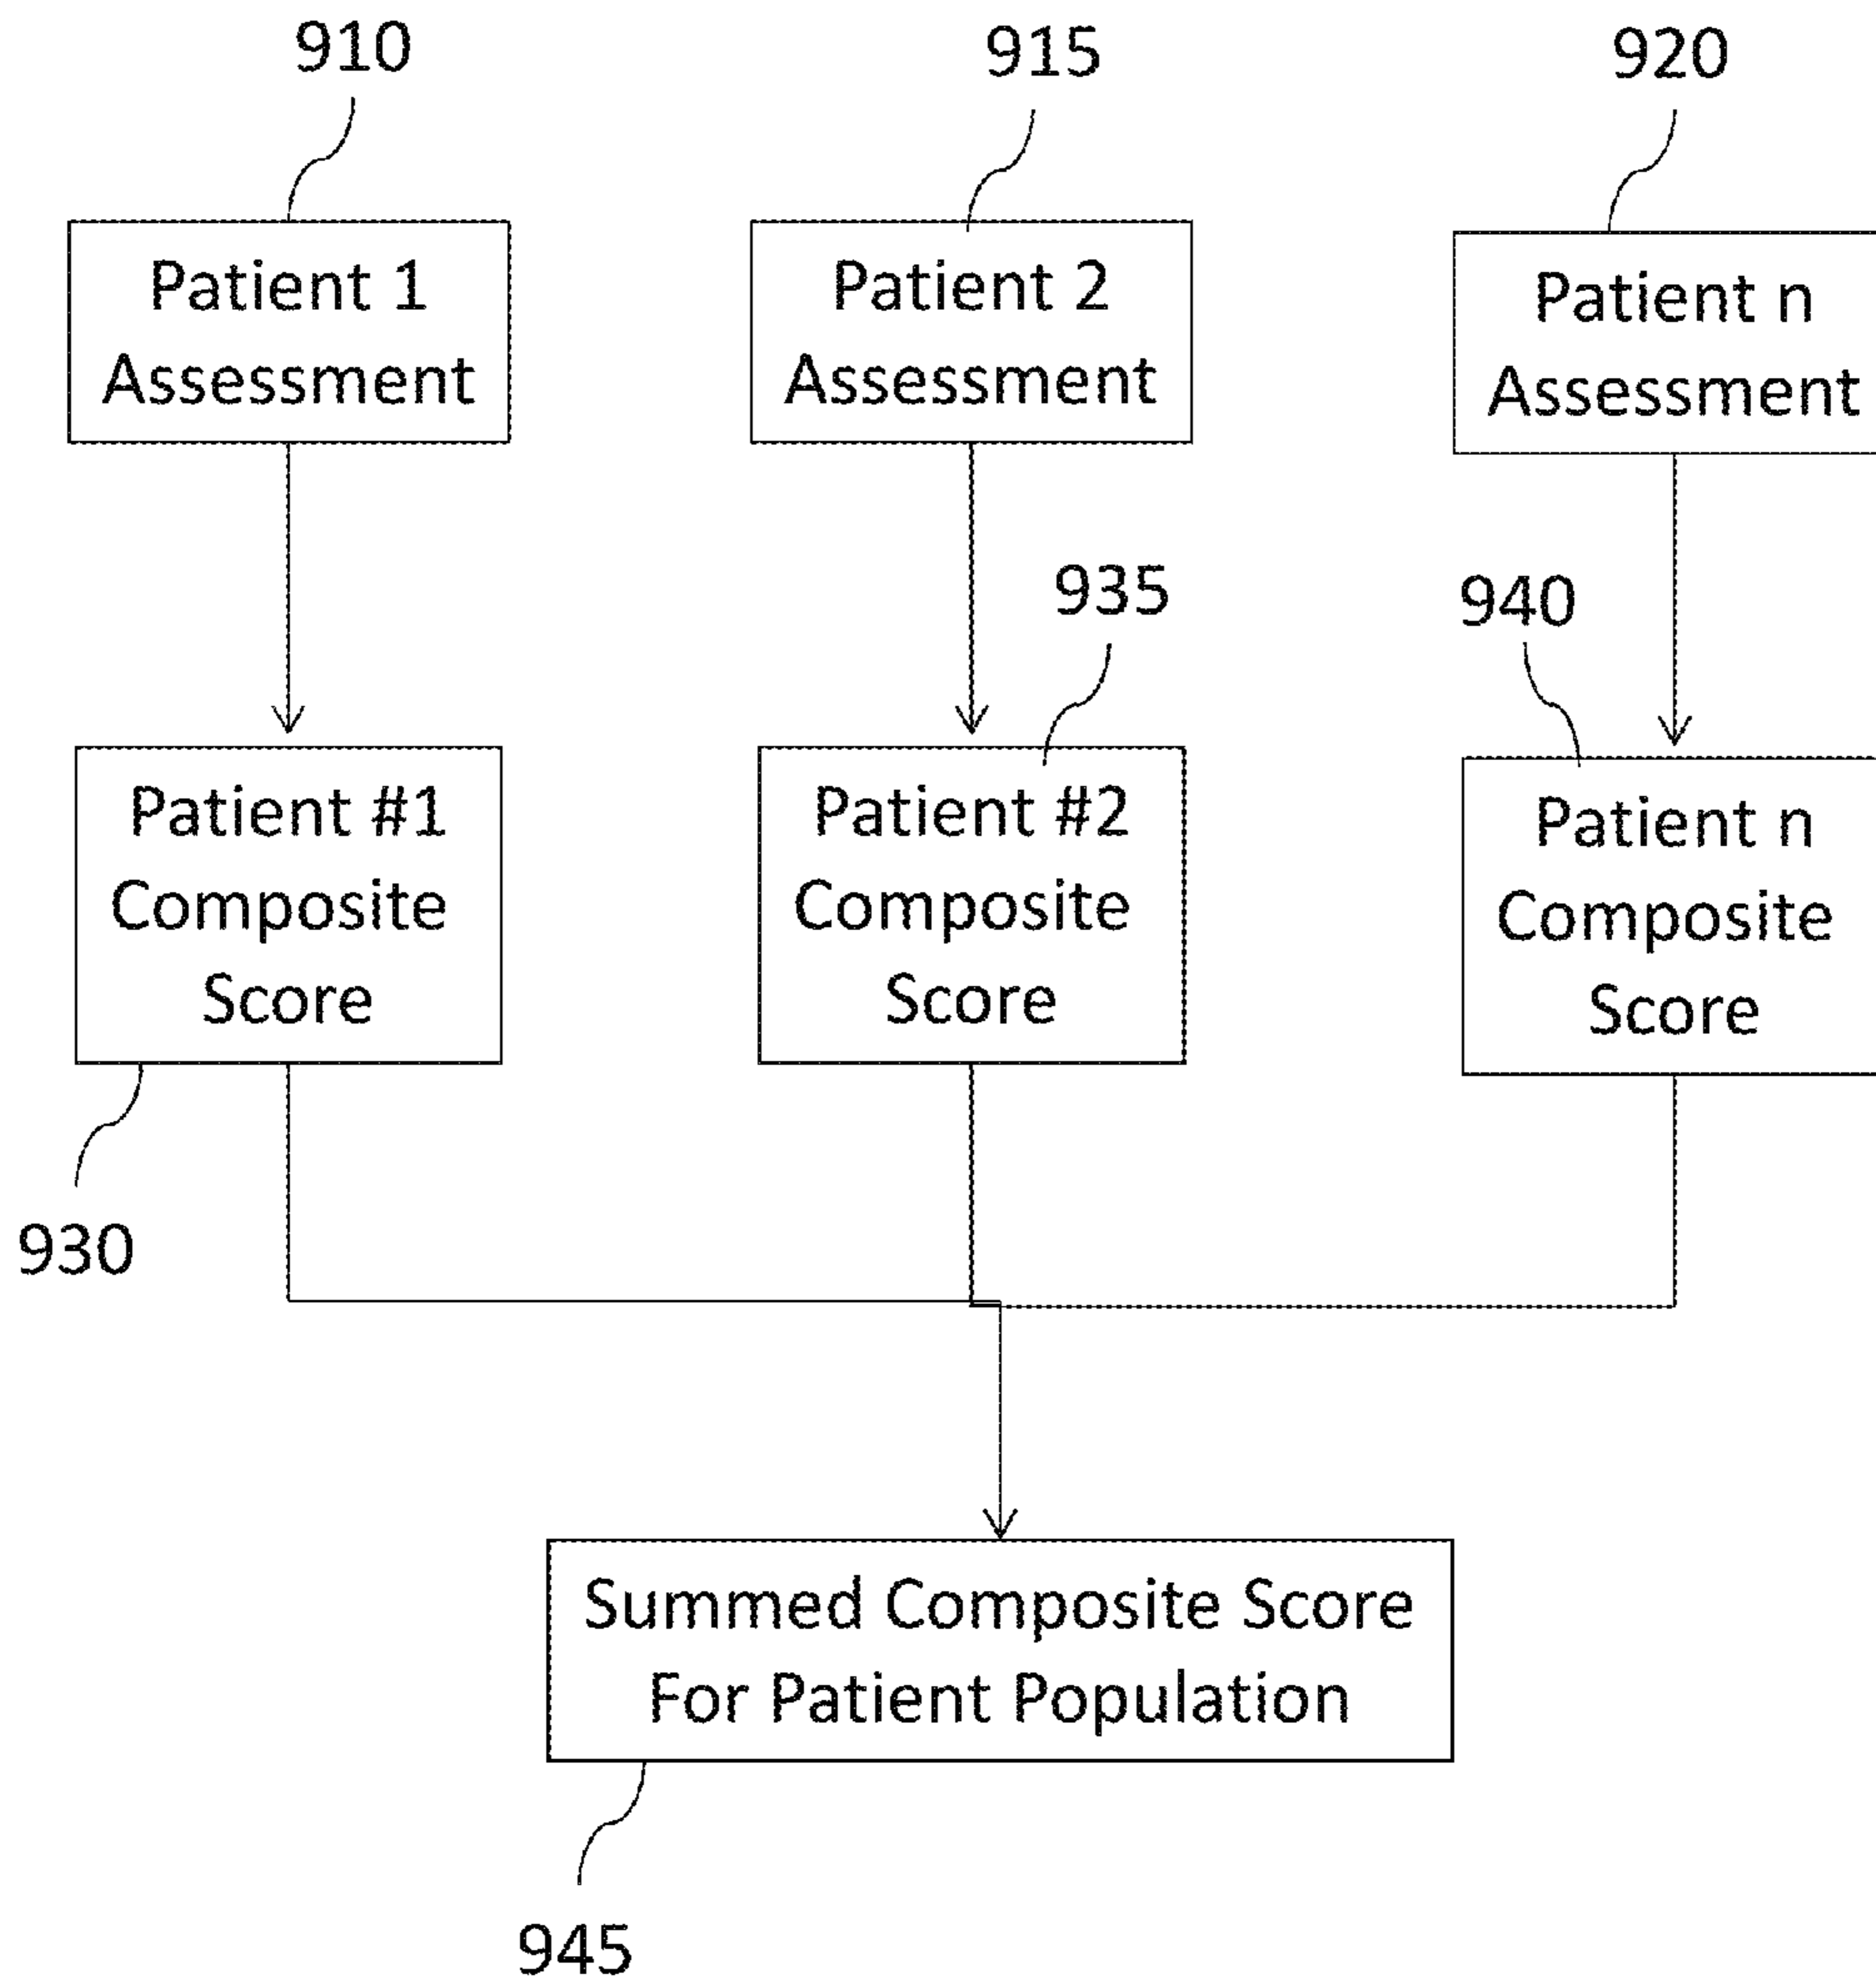 910
915
920
Patient 1
Assessment
Patient 2
Assessment
Patient n
Assessment
935
940
Patient #1
Composite
Score
Patient #2
Composite
Score
Patient n
Composite
Score
930
Summed Composite Score
For Patient Population
945